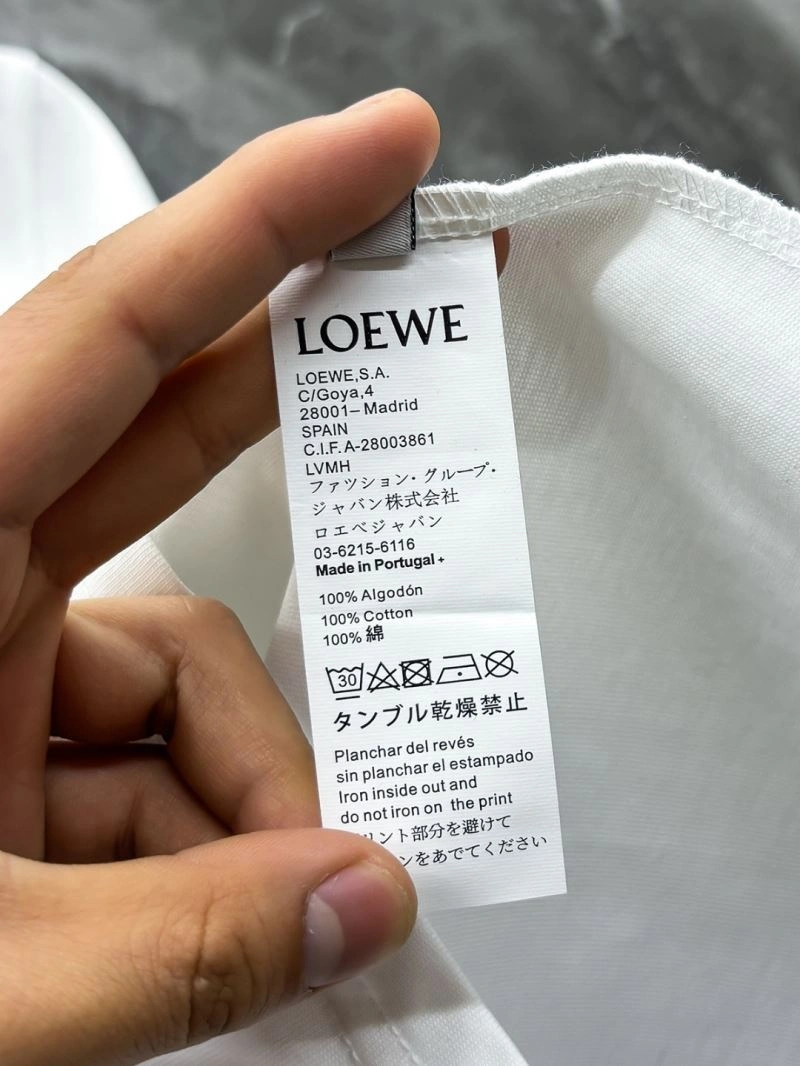 LOEWE
LOEWE,S.A.
C/Goya,4
28001– Madrid
SPAIN
C.I.F.A-28003861
LVMH
ファツション・グループ・
ジャバン株式会社
ロエベジャバン
03-6215-6116
Made in Portugal +
100% Algodón
100% Cotton
100% 綿
30
タンブル乾燥禁止
Planchar del revés
sin planchar el estampado
Iron inside out and
do not iron on the print
リント部分を避けて
ンをあでてください